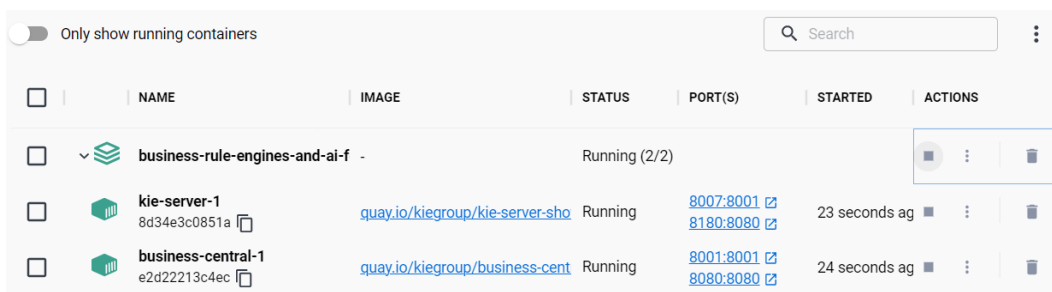 Only show running containers
Search
NAME IMAGE STATUS PORT(S) STARTED ACTIONS
business-rule-engines-and-ai-f - Running (2/2)
kie-server-1
8d34e3c0851a quay.io/kiegroup/kie-server-sho Running 8007:8001 23 seconds ag
8180:8080
business-central-1
e2d22213c4ec quay.io/kiegroup/business-cent Running 8001:8001 24 seconds ag
8080:8080